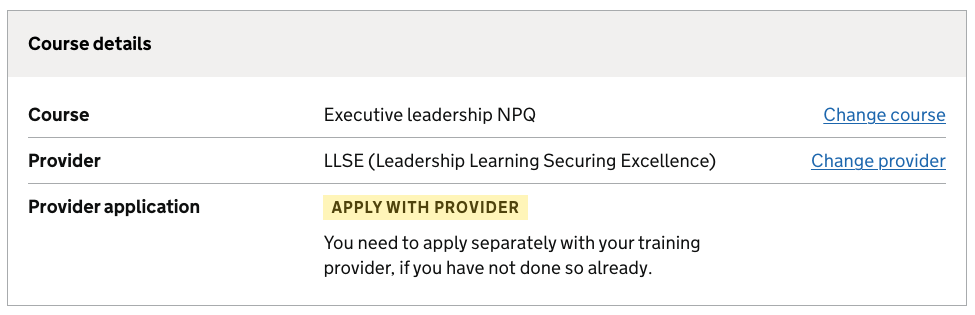 Course details
Course Executive leadership NPQ Change course
Provider LLSE (Leadership Learning Securing Excellence) Change provider
Provider application APPLY WITH PROVIDER
You need to apply separately with your training
provider, if you have not done so already.